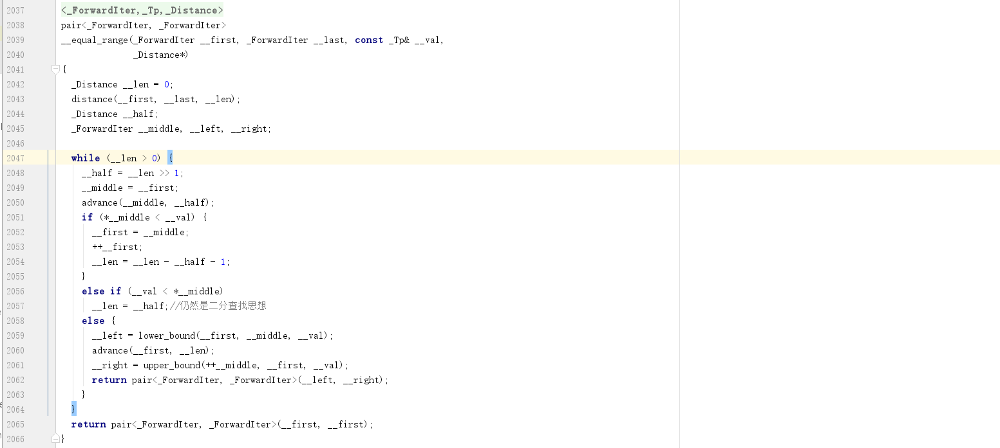 2037 <_ForwardIter,_Tp,_Distance>
2038 pair<_ForwardIter, _ForwardIter>
2039 __equal_range(_ForwardIter __first, _ForwardIter __last, const _Tp& __val,
2040               _Distance*)
2041 {
2042   _Distance __len = 0;
2043   distance(__first, __last, __len);
2044   _Distance __half;
2045   _ForwardIter __middle, __left, __right;
2046
2047   while (__len > 0) {
2048     __half = __len >> 1;
2049     __middle = __first;
2050     advance(__middle, __half);
2051     if (*__middle < __val) {
2052       __first = __middle;
2053       ++__first;
2054       __len = __len - __half - 1;
2055     }
2056     else if (__val < *__middle)
2057       __len = __half;//仍然是二分查找思想
2058     else {
2059       __left = lower_bound(__first, __middle, __val);
2060       advance(__first, __len);
2061       __right = upper_bound(++__middle, __first, __val);
2062       return pair<_ForwardIter, _ForwardIter>(__left, __right);
2063     }
2064   }
2065   return pair<_ForwardIter, _ForwardIter>(__first, __first);
2066 }